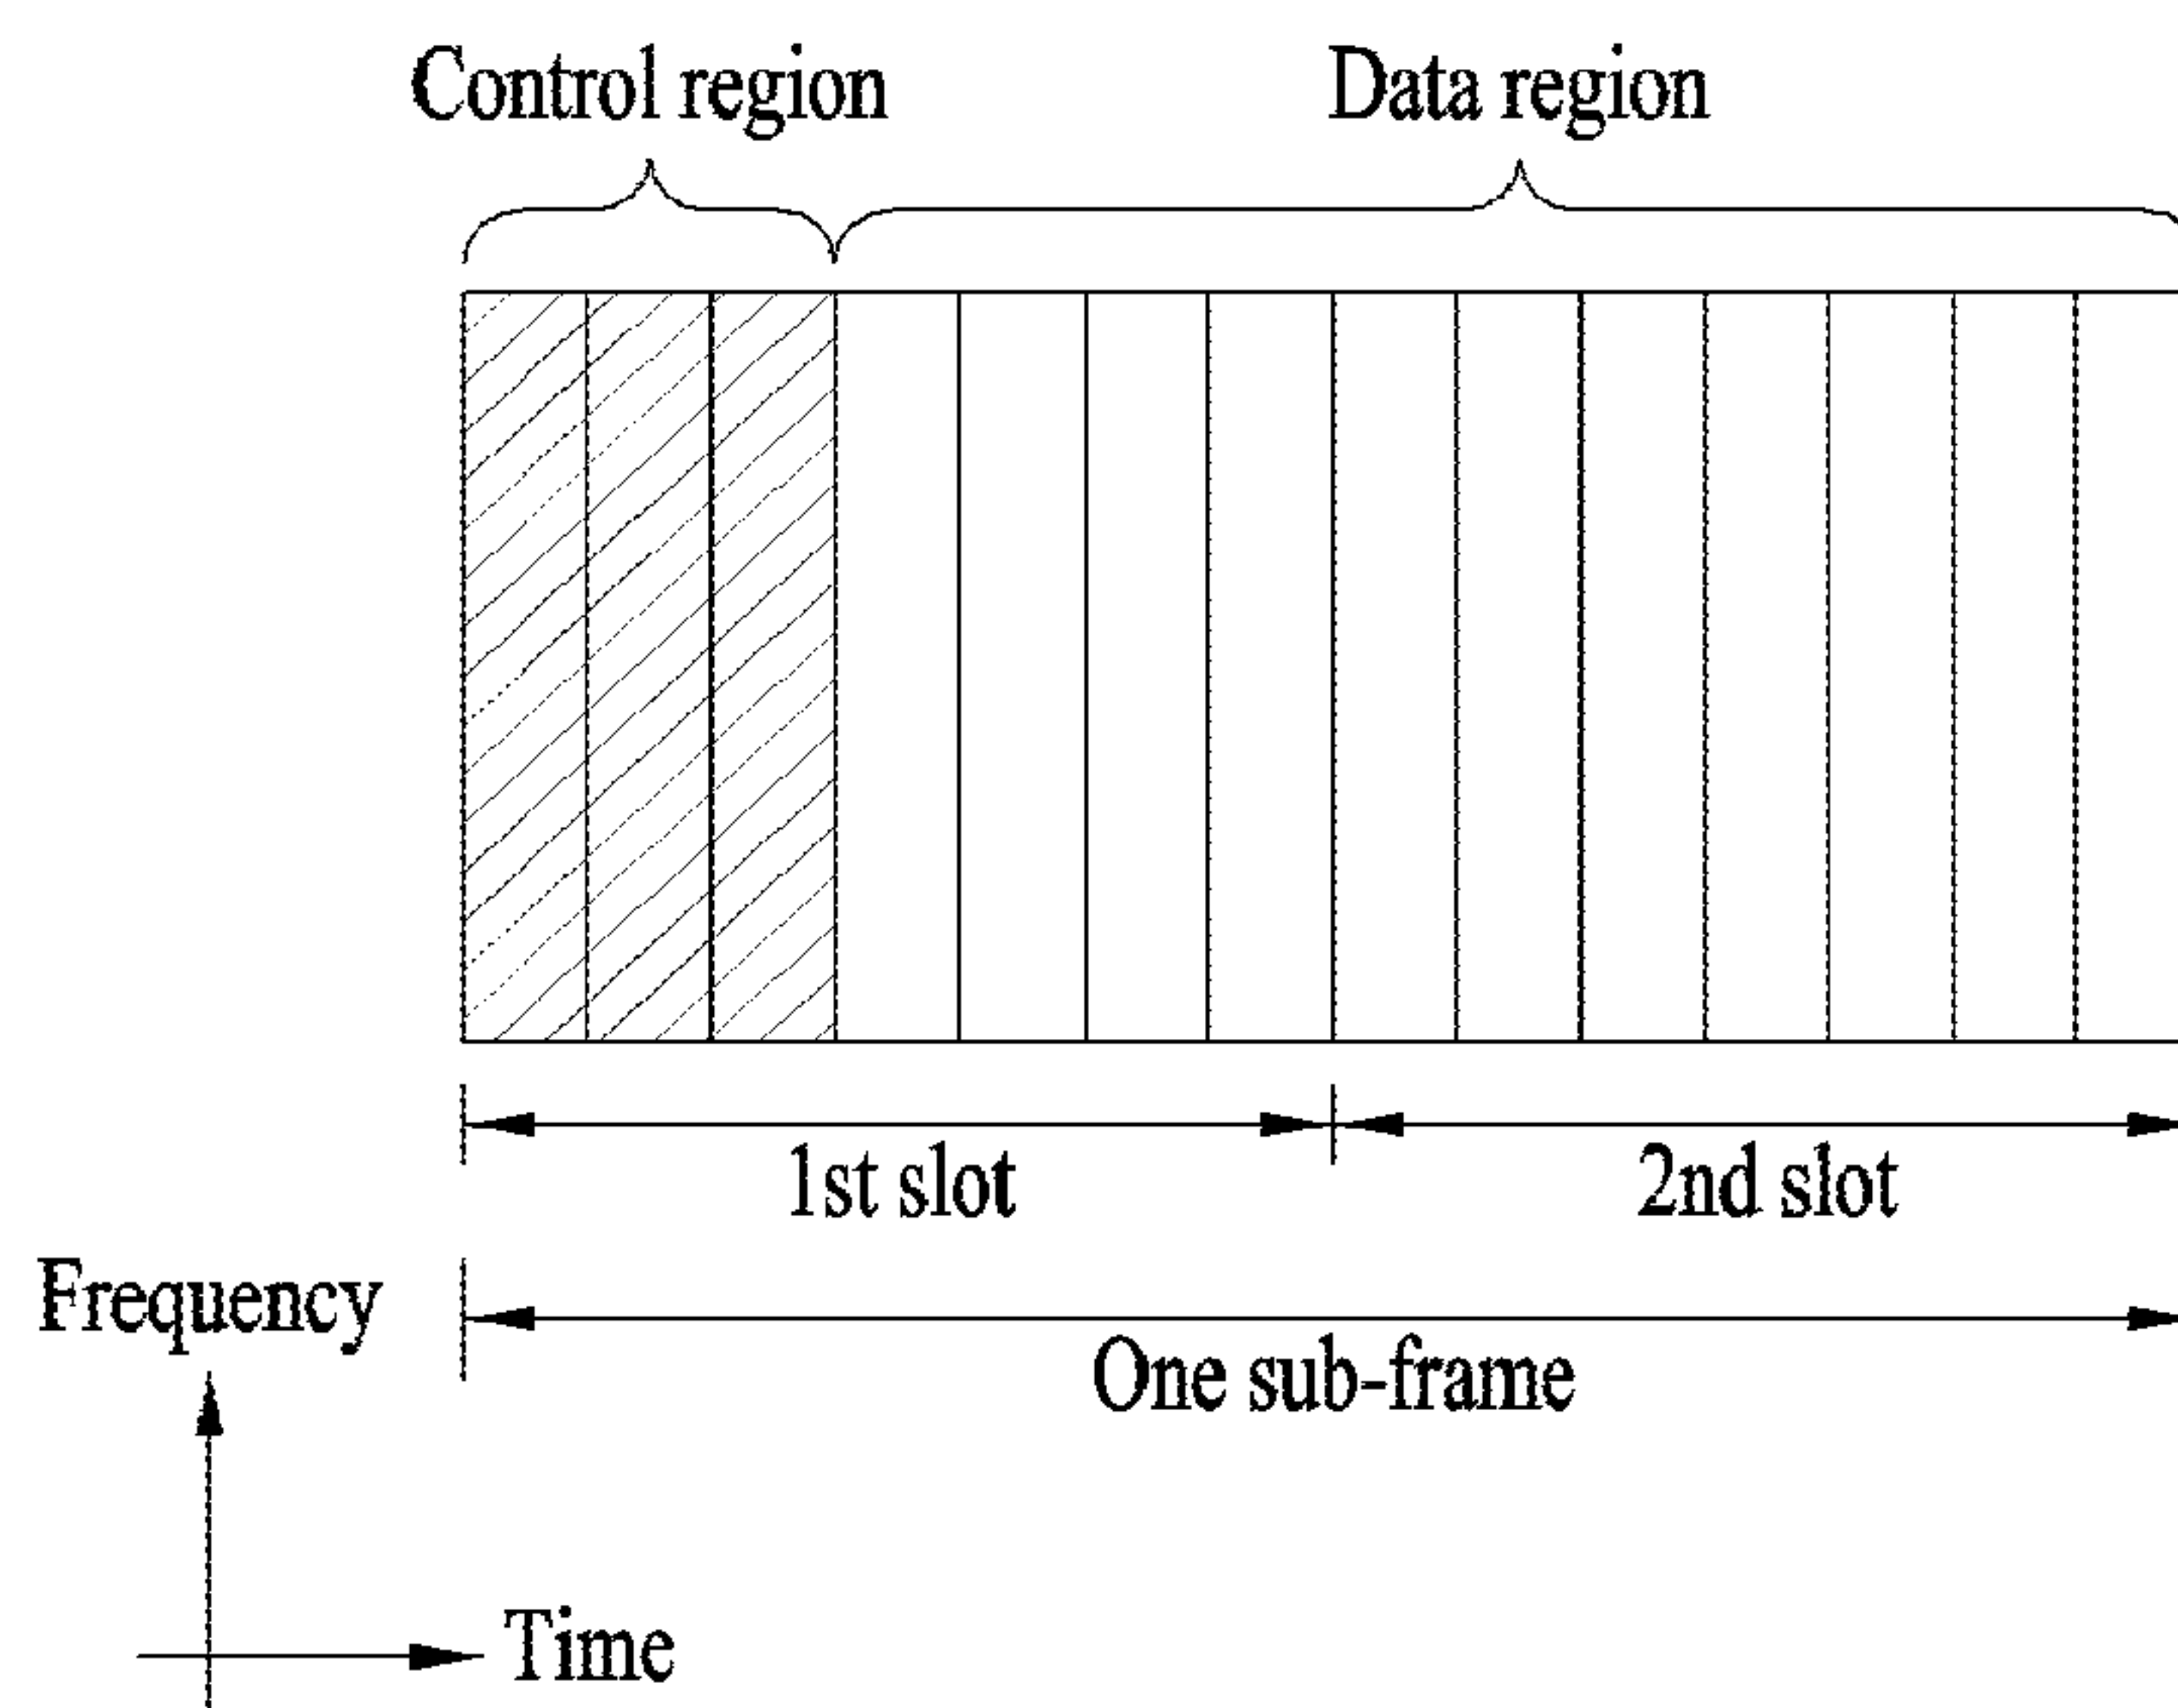 Control region
Data region
1st slot
2nd slot
One sub-frame
Frequency
Time